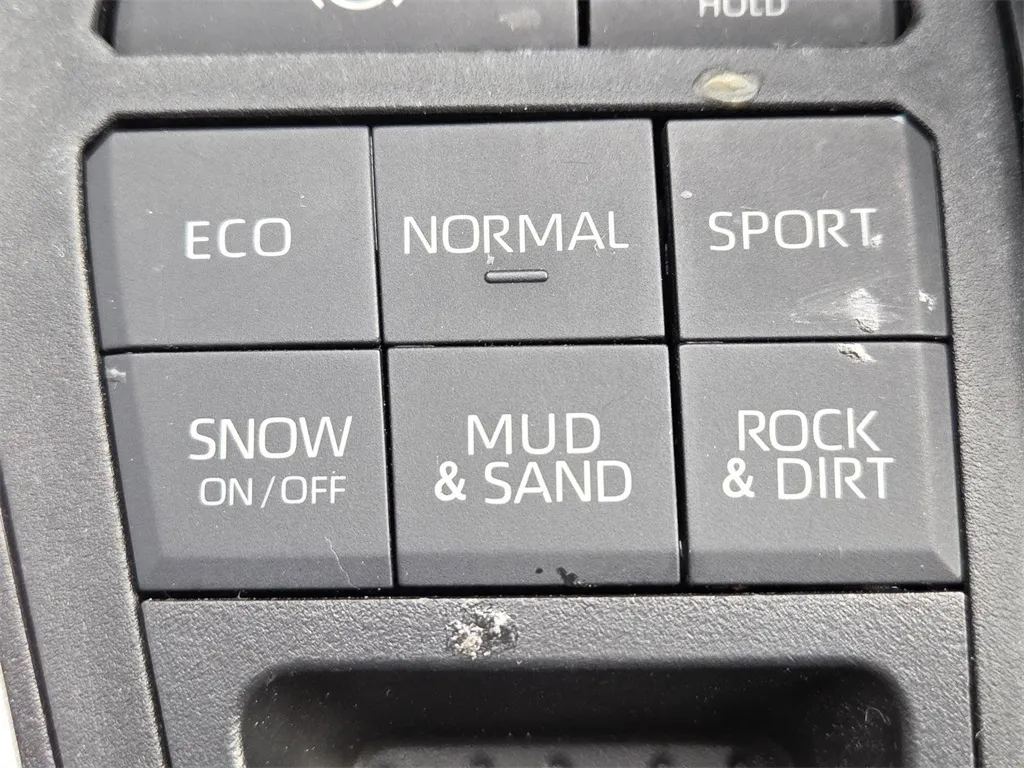 HOLD
ECO
NORMAL
SPORT
SNOW
ON/OFF
MUD
& SAND
ROCK
& DIRT